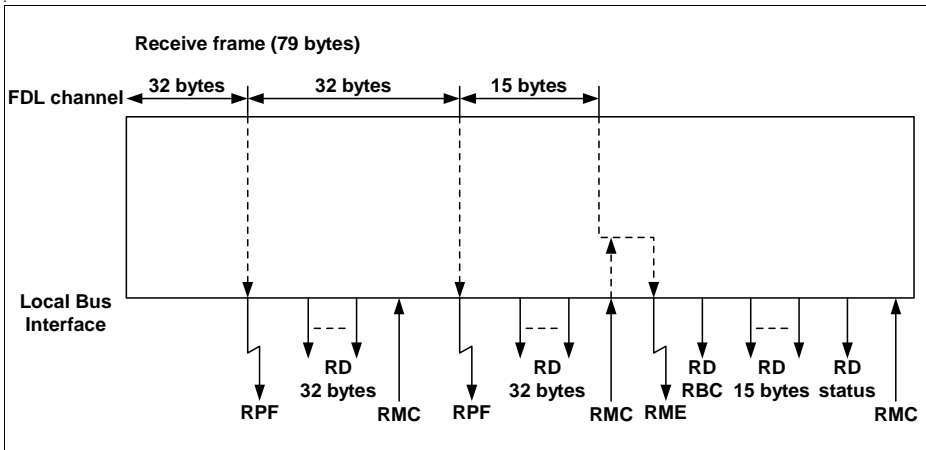 Receive frame (79 bytes)
32 bytes
32 bytes
15 bytes
FDL channel
Local Bus
Interface
RD
32 bytes
RD
32 bytes
RD
RBC
RD
15 bytes
RD
status
RPF
RMC
RPF
RMC
RME
RMC